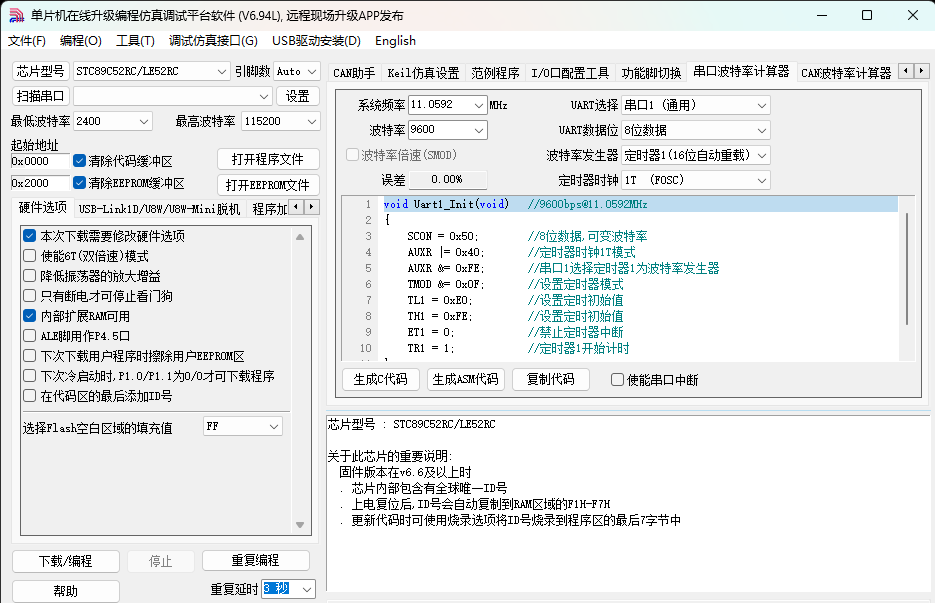 单片机在线升级编程仿真调试平台软件 (V6.94L), 远程现场升级APP发布
文件(F) 编程(O) 工具(T) 调试仿真接口(G) USB驱动安装(D) English
芯片型号 STC89C52RC/LE52RC 引脚数 Auto
扫描串口 设置
最低波特率 2400 最高波特率 115200
起始地址
0x0000 清除代码缓冲区 打开程序文件
0x2000 清除EEPROM缓冲区 打开EEPROM文件
硬件选项 USB-Link1D/U8W/U8W-Mini脱机 程序加
本次下载需要修改硬件选项
使能6T(双倍速)模式
降低振荡器的放大增益
只有断电才可停止看门狗
内部扩展RAM可用
ALE脚用作P4.5口
下次下载用户程序时擦除用户EEPROM区
下次冷启动时,P1.0/P1.1为0/0才可下载程序
在代码区的最后添加ID号
选择Flash空白区域的填充值 FF
下载/编程 停止 重复编程
帮助 重复延时 3 秒
CAN助手 Keil仿真设置 范例程序 I/O口配置工具 功能脚切换 串口波特率计算器 CAN波特率计算器
系统频率 11.0592 MHz UART选择 串口1 (通用)
波特率 9600 UART数据位 8位数据
波特率倍速(SMOD) 波特率发生器 定时器1(16位自动重载)
误差 0.00% 定时器时钟 1T (FOSC)
1 void Uart1_Init(void) //9600bps@11.0592MHz
2 {
3 SCON = 0x50; //8位数据,可变波特率
4 AUXR |= 0x40; //定时器时钟1T模式
5 AUXR &= 0xFE; //串口1选择定时器1为波特率发生器
6 TMOD &= 0x0F; //设置定时器模式
7 TL1 = 0xE0; //设置定时初始值
8 TH1 = 0xFE; //设置定时初始值
9 ET1 = 0; //禁止定时器中断
10 TR1 = 1; //定时器1开始计时
生成C代码 生成ASM代码 复制代码 使能串口中断
芯片型号 : STC89C52RC/LE52RC
关于此芯片的重要说明:
固件版本在v6.6及以上时
. 芯片内部包含有全球唯一ID号
. 上电复位后,ID号会自动复制到RAM区域的F1H-F7H
. 更新代码时可使用烧录选项将ID号烧录到程序区的最后7字节中